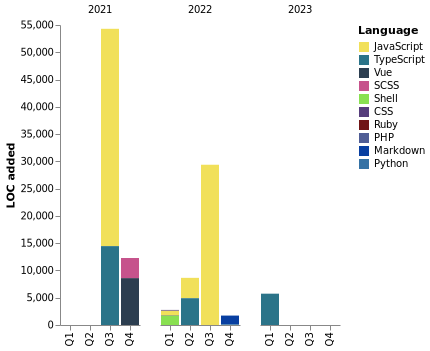 2021 2022 2023
LOC added
55,000
50,000
45,000
40,000
35,000
30,000
25,000
20,000
15,000
10,000
5,000
0
Q1 Q2 Q3 Q4 Q1 Q2 Q3 Q4 Q1 Q2 Q3 Q4
Language
JavaScript
TypeScript
Vue
SCSS
Shell
CSS
Ruby
PHP
Markdown
Python